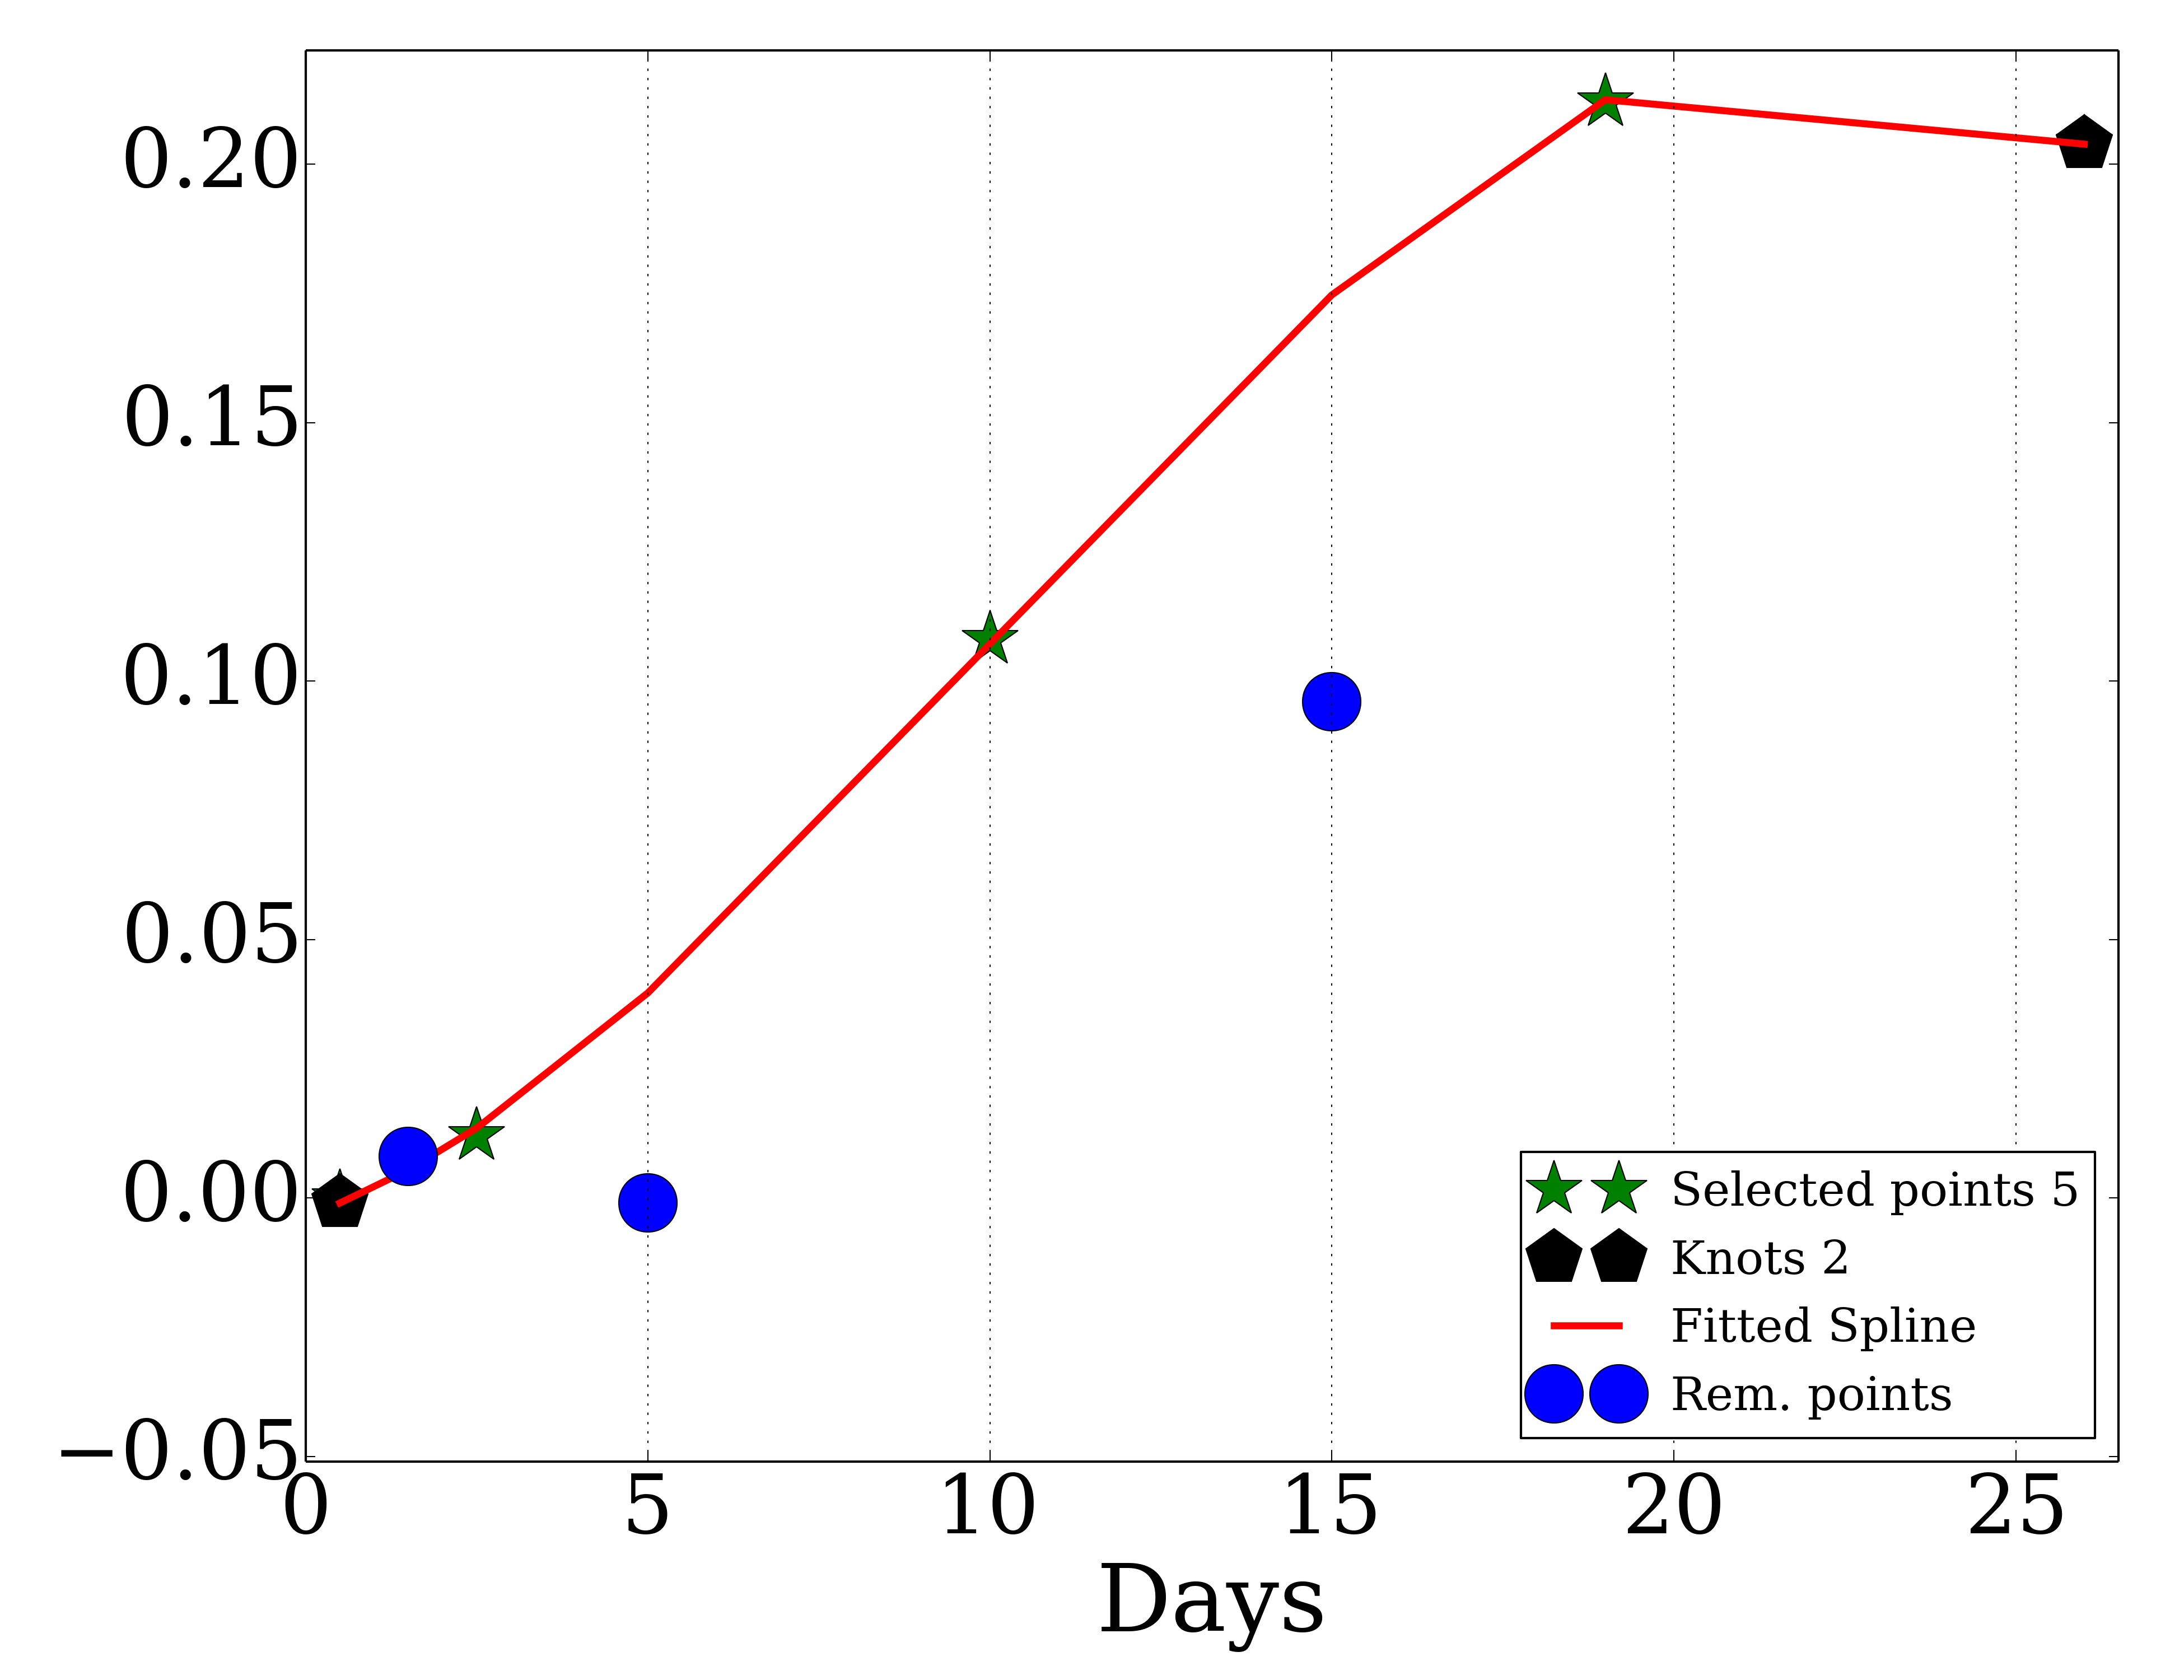 0.20
0.15
0.10
0.05
0.00
−0.05
0 5 10 15 20 25
Days
Selected points 5
Knots 2
Fitted Spline
Rem. points